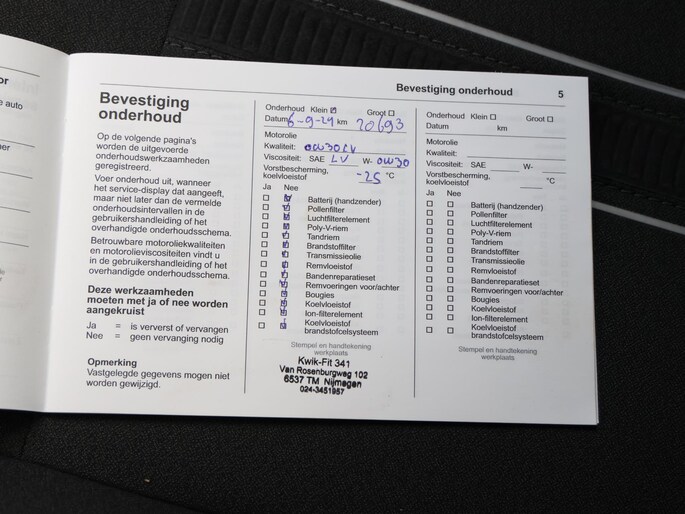 or
e auto
ner
Bevestiging onderhoud 5
Bevestiging
onderhoud
Op de volgende pagina's
worden de uitgevoerde
onderhoudswerkzaamheden
geregistreerd.
Voer onderhoud uit, wanneer
het service-display dat aangeeft,
maar niet later dan de vermelde
onderhoudsintervallen in de
gebruikershandleiding of het
overhandigde onderhoudsschema.
Betrouwbare motoroliekwaliteiten
en motorolieviscositeiten vindt u
in de gebruikershandleiding of het
overhandigde onderhoudsschema.
Deze werkzaamheden
moeten met ja of nee worden
aangekruist
Ja = is ververst of vervangen
Nee = geen vervanging nodig
Opmerking
Vastgelegde gegevens mogen niet
worden gewijzigd.
Onderhoud Klein ☑ Groot ☐
Datum 6-9-24 km 20693
Motorolie
Kwaliteit: 0W30LV
Viscositeit: SAE LV W- 0W30
Vorstbescherming,
koelvloeistof -25 °C
Ja Nee
☐ ☑ Batterij (handzender)
☐ ☑ Pollenfilter
☐ ☑ Luchtfilterelement
☐ ☑ Poly-V-riem
☐ ☑ Tandriem
☐ ☑ Brandstoffilter
☐ ☑ Transmissieolie
☐ ☑ Remvloeistof
☐ ☑ Bandenreparatieset
☐ ☑ Remvoeringen voor/achter
☐ ☑ Bougies
☐ ☑ Koelvloeistof
☐ ☑ Ion-filterelement
☐ ☑ Koelvloeistof
brandstofcelsysteem
Stempel en handtekening
werkplaats
Kwik-Fit 341
Van Rosenburgweg 102
6537 TM Nijmegen
024-3451957
Onderhoud Klein ☐ Groot ☐
Datum km
Motorolie
Kwaliteit:
Viscositeit: SAE W-
Vorstbescherming,
koelvloeistof °C
Ja Nee
☐ ☐ Batterij (handzender)
☐ ☐ Pollenfilter
☐ ☐ Luchtfilterelement
☐ ☐ Poly-V-riem
☐ ☐ Tandriem
☐ ☐ Brandstoffilter
☐ ☐ Transmissieolie
☐ ☐ Remvloeistof
☐ ☐ Bandenreparatieset
☐ ☐ Remvoeringen voor/achter
☐ ☐ Bougies
☐ ☐ Koelvloeistof
☐ ☐ Ion-filterelement
☐ ☐ Koelvloeistof
brandstofcelsysteem
Stempel en handtekening
werkplaats